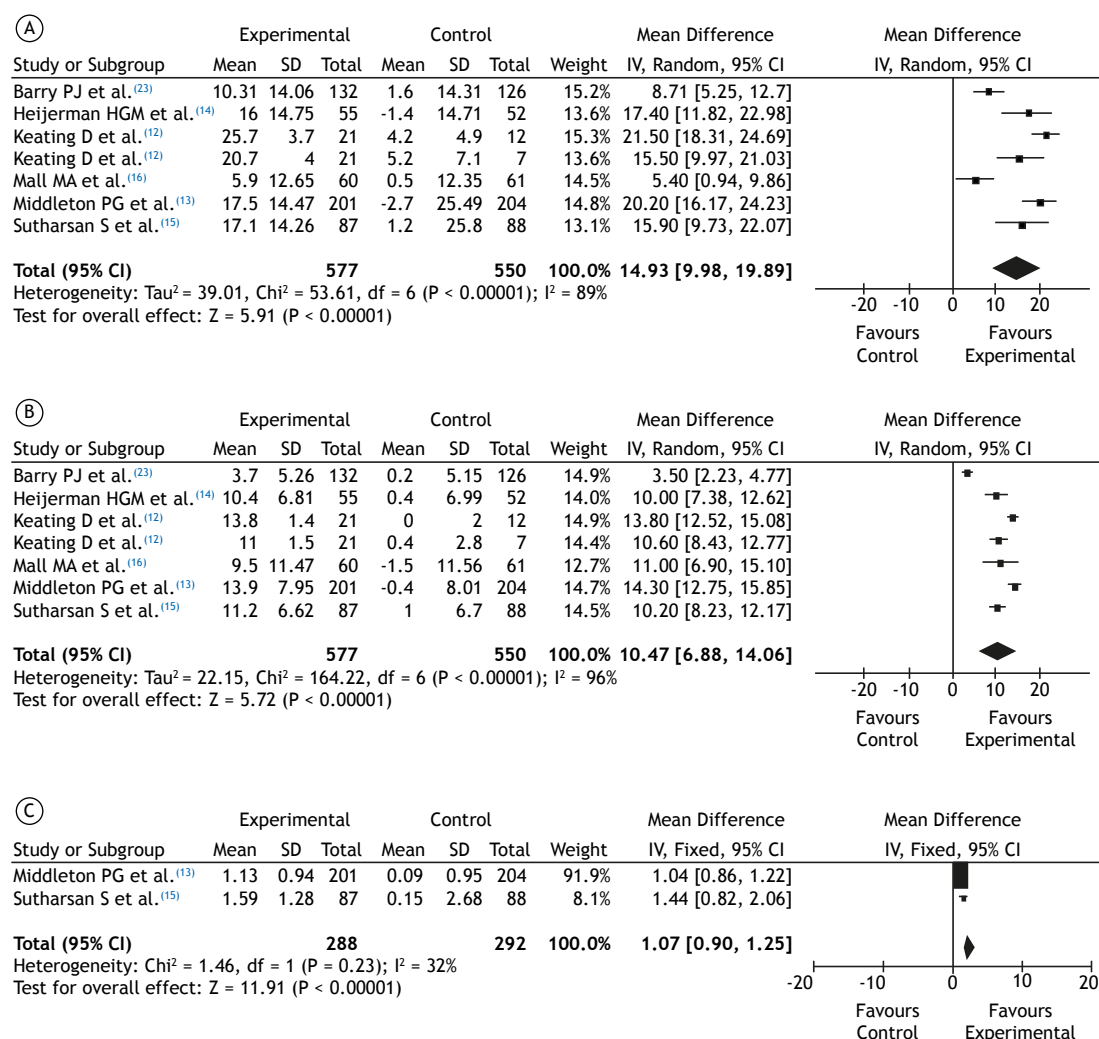 A
Experimental Control Mean Difference Mean Difference
Study or Subgroup Mean SD Total Mean SD Total Weight IV, Random, 95% CI IV, Random, 95% CI
Barry PJ et al.(23) 10.31 14.06 132 1.6 14.31 126 15.2% 8.71 [5.25, 12.7]
Heijerman HGM et al.(14) 16 14.71 55 -1.4 14.71 52 13.6% 17.40 [11.82, 22.98]
Keating D et al.(12) 25.7 3.7 21 4.2 4.9 12 15.3% 21.50 [18.31, 24.69]
Keating D et al.(12) 20.7 4 21 5.2 7.1 7 13.6% 15.50 [9.97, 21.03]
Mall MA et al.(16) 5.9 12.65 60 0.5 12.35 61 14.5% 5.40 [0.94, 9.86]
Middleton PG et al.(13) 17.5 14.47 201 -2.7 25.49 204 14.8% 20.20 [16.17, 24.23]
Sutharsan S et al.(15) 17.1 14.26 87 1.2 25.8 88 13.1% 15.90 [9.73, 22.07]
Total (95% CI) 577 550 100.0% 14.93 [9.98, 19.89]
Heterogeneity: Tau² = 39.01, Chi² = 53.61, df = 6 (P < 0.00001); I² = 89%
Test for overall effect: Z = 5.91 (P < 0.00001)
-20 -10 0 10 20
Favours Favours
Control Experimental
B
Experimental Control Mean Difference Mean Difference
Study or Subgroup Mean SD Total Mean SD Total Weight IV, Random, 95% CI IV, Random, 95% CI
Barry PJ et al.(23) 3.7 5.26 132 0.2 5.15 126 14.9% 3.50 [2.23, 4.77]
Heijerman HGM et al.(14) 10.4 6.81 55 0.4 6.99 52 14.0% 10.00 [7.38, 12.62]
Keating D et al.(12) 13.8 1.4 21 0 2 12 14.9% 13.80 [12.52, 15.08]
Keating D et al.(12) 11 1.5 21 0.4 2.8 7 14.4% 10.60 [8.43, 12.77]
Mall MA et al.(16) 9.5 11.47 60 -1.5 11.56 61 12.7% 11.00 [6.90, 15.10]
Middleton PG et al.(13) 13.9 7.95 201 -0.4 8.01 204 14.7% 14.30 [12.75, 15.85]
Sutharsan S et al.(15) 11.2 6.62 87 1 6.7 88 14.5% 10.20 [8.23, 12.17]
Total (95% CI) 577 550 100.0% 10.47 [6.88, 14.06]
Heterogeneity: Tau² = 22.15, Chi² = 164.22, df = 6 (P < 0.00001); I² = 96%
Test for overall effect: Z = 5.72 (P < 0.00001)
-20 -10 0 10 20
Favours Favours
Control Experimental
C
Experimental Control Mean Difference Mean Difference
Study or Subgroup Mean SD Total Mean SD Total Weight IV, Fixed, 95% CI IV, Fixed, 95% CI
Middleton PG et al.(13) 1.13 0.94 201 0.09 0.95 204 91.9% 1.04 [0.86, 1.22]
Sutharsan S et al.(15) 1.59 1.28 87 0.15 2.68 88 8.1% 1.44 [0.82, 2.06]
Total (95% CI) 288 292 100.0% 1.07 [0.90, 1.25]
Heterogeneity: Chi² = 1.46, df = 1 (P = 0.23); I² = 32%
Test for overall effect: Z = 11.91 (P < 0.00001)
-20 -10 0 10 20
Favours Favours
Control Experimental